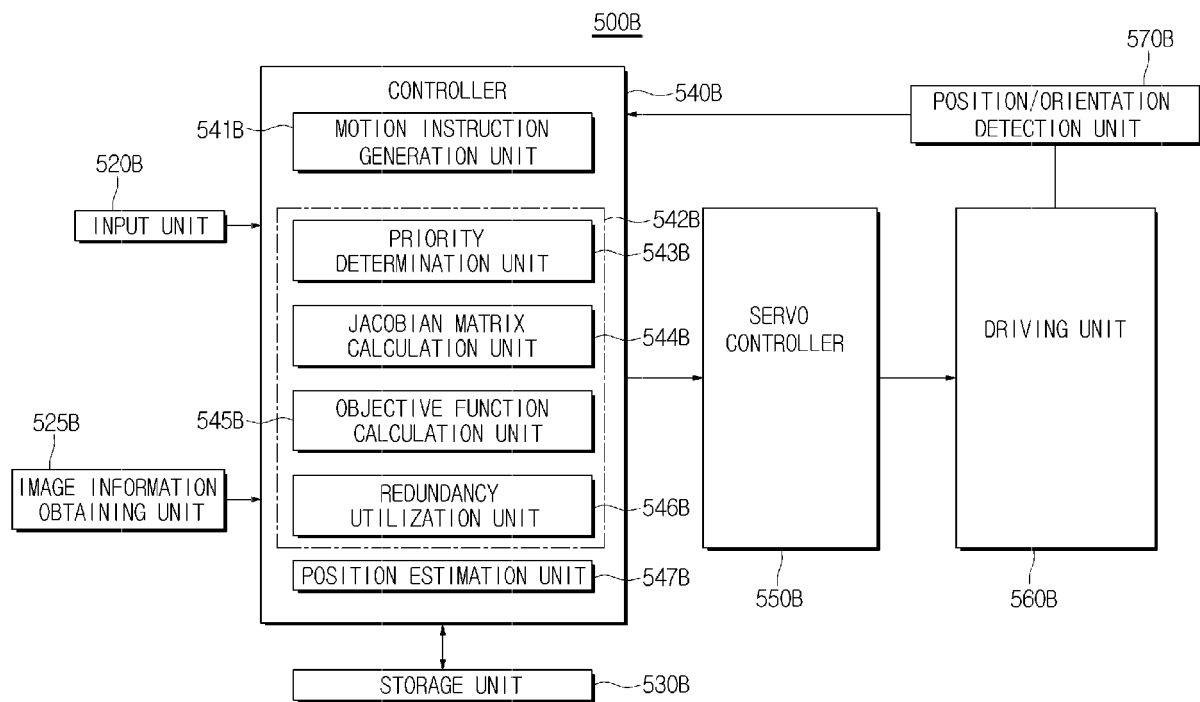 500B
570B
CONTROLLER
540B
POSITION/ORIENTATION
DETECTION UNIT
541B
MOTION INSTRUCTION
GENERATION UNIT
520B
INPUT UNIT
542B
PRIORITY
DETERMINATION UNIT
543B
JACOBIAN MATRIX
CALCULATION UNIT
544B
SERVO
CONTROLLER
DRIVING UNIT
545B
OBJECTIVE FUNCTION
CALCULATION UNIT
525B
IMAGE INFORMATION
OBTAINING UNIT
REDUNDANCY
UTILIZATION UNIT
546B
POSITION ESTIMATION UNIT
547B
550B
560B
STORAGE UNIT
530B